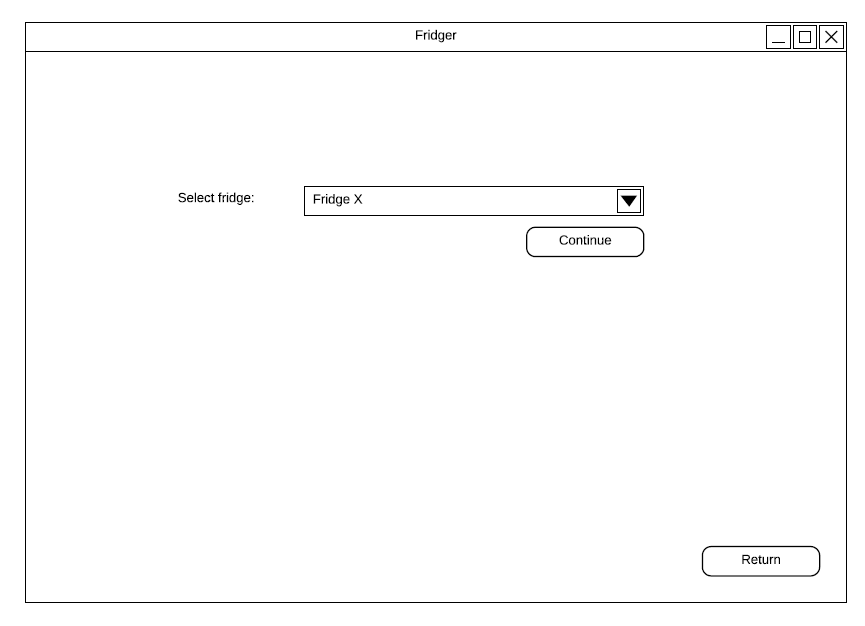 Fridger
Select fridge:
Fridge X
Continue
Return